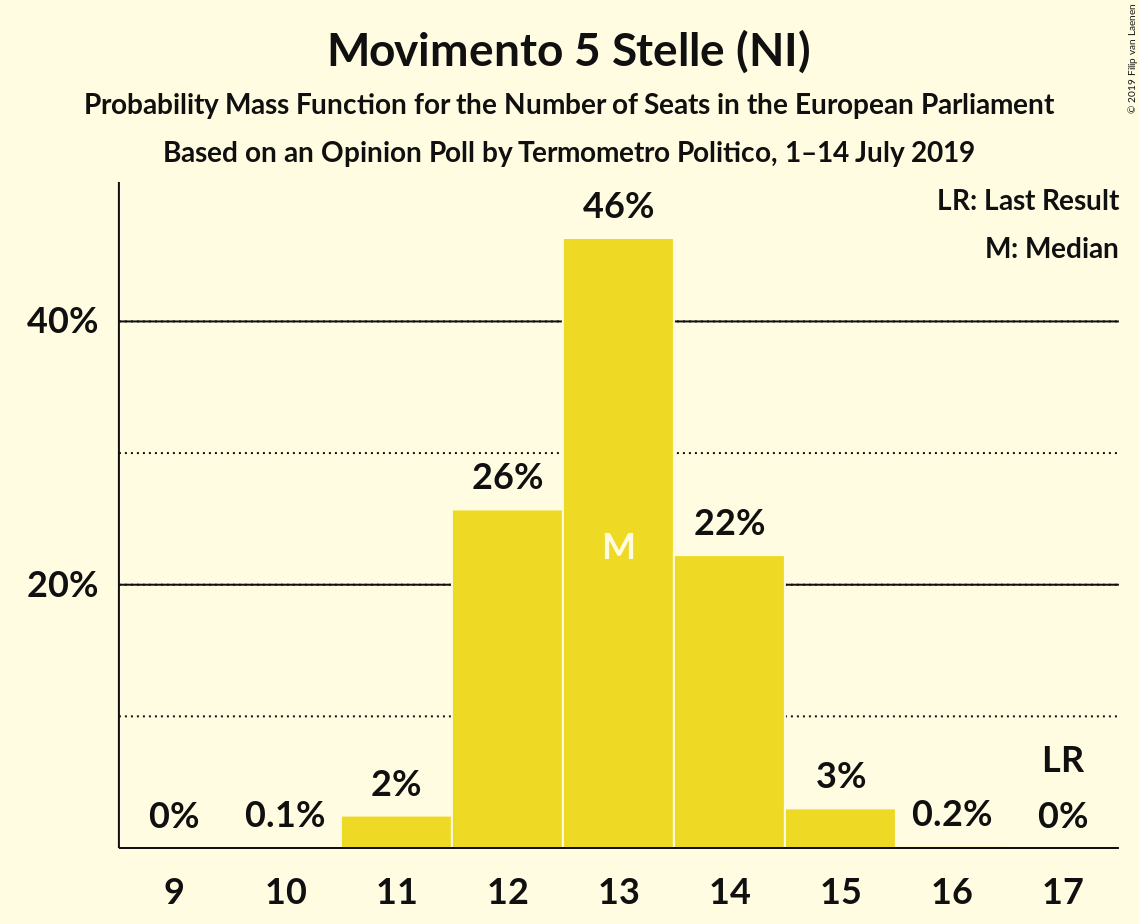 Movimento 5 Stelle (NI)
Probability Mass Function for the Number of Seats in the European Parliament
Based on an Opinion Poll by Termometro Politico, 1–14 July 2019
© 2019 Filip van Laenen
LR: Last Result
M: Median
46%
40%
26%
22%
M
20%
LR
2%
3%
0%
0.1%
0.2%
0%
9 10 11 12 13 14 15 16 17